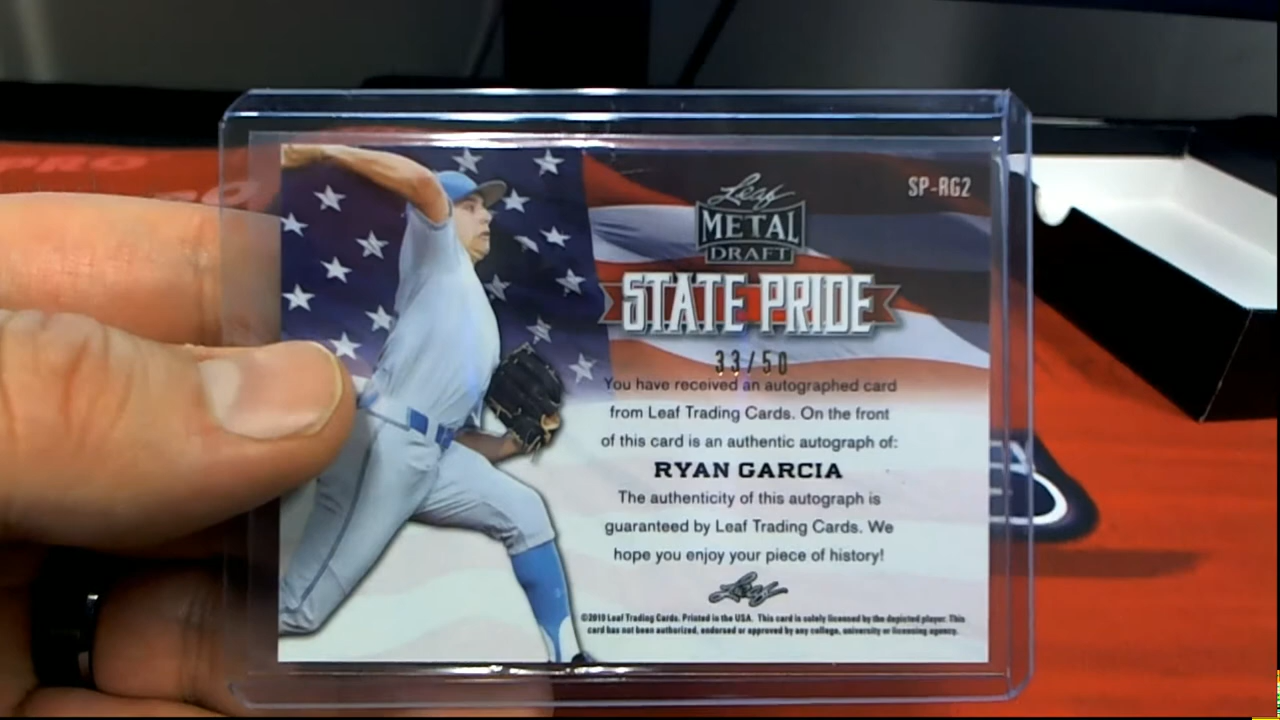 PRO
SP-RG2
Leaf
METAL
DRAFT
STATE PRIDE
33/50
You have received an autographed card
from Leaf Trading Cards. On the front
of this card is an authentic autograph of:
RYAN GARCIA
The authenticity of this autograph is
guaranteed by Leaf Trading Cards. We
hope you enjoy your piece of history!
Leaf
©2019 Leaf Trading Cards. Printed in the USA. This card is solely licensed by the depicted player. This
card has not been authorized, endorsed or approved by any college, university or licensing agency.